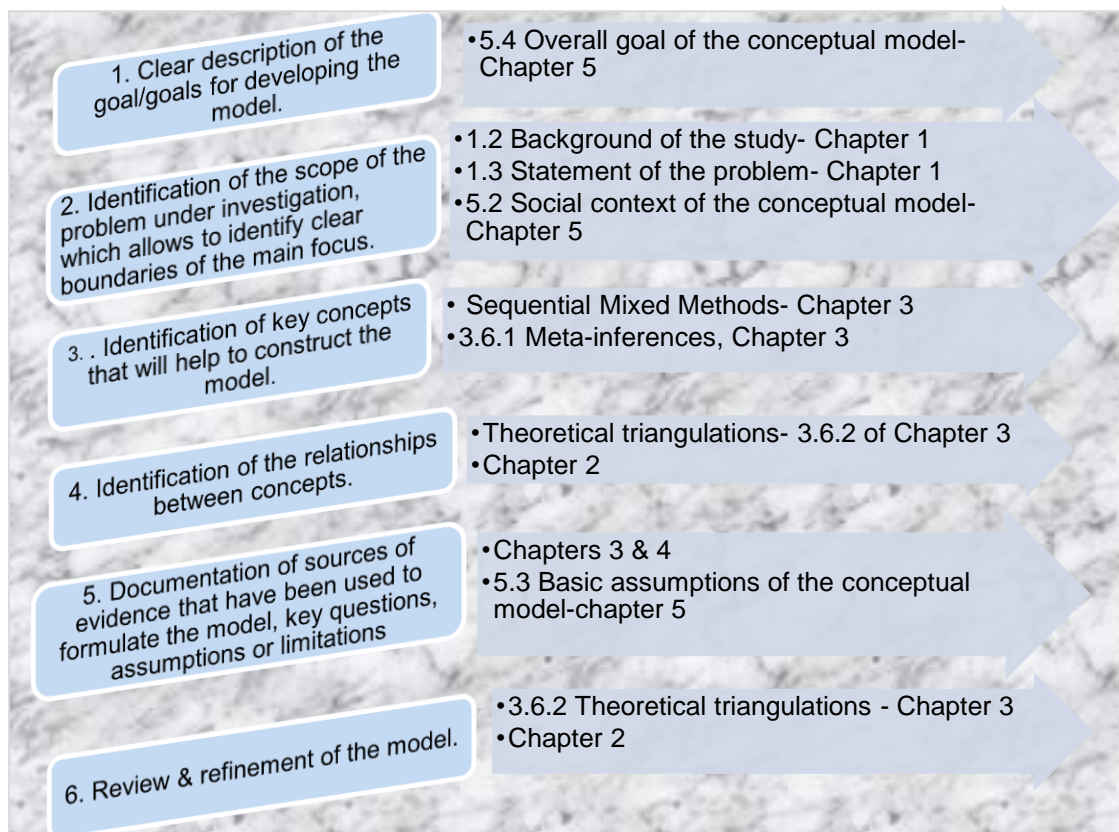 1. Clear description of the
goal/goals for developing the
model.
•5.4 Overall goal of the conceptual model-
Chapter 5
2. Identification of the scope of the
problem under investigation,
which allows to identify clear
boundaries of the main focus.
•1.2 Background of the study- Chapter 1
•1.3 Statement of the problem- Chapter 1
•5.2 Social context of the conceptual model-
Chapter 5
3. . Identification of key concepts
that will help to construct the
model.
• Sequential Mixed Methods- Chapter 3
•3.6.1 Meta-inferences, Chapter 3
4. Identification of the relationships
between concepts.
•Theoretical triangulations- 3.6.2 of Chapter 3
•Chapter 2
5. Documentation of sources of
evidence that have been used to
formulate the model, key questions,
assumptions or limitations
•Chapters 3 & 4
•5.3 Basic assumptions of the conceptual
model-chapter 5
6. Review & refinement of the model.
•3.6.2 Theoretical triangulations - Chapter 3
•Chapter 2